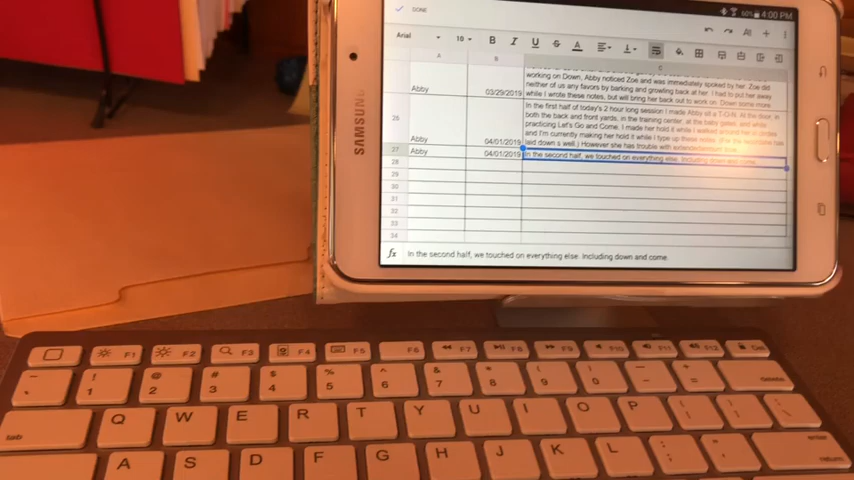 DONE
60% 4:00 PM
Arial 10 B I U S A
A B C
working on Down, Abby noticed Zoe and was immediately spoked by her. Zoe did
neither of us any favors by barking and growling back at her. I had to put her away
Abby 03/29/2019 while I wrote these notes, but will bring her back out to work on Down some more.
In the first half of today's 2 hour long session I made Abby sit a T-O-N. At the door, in
26 both the back and front yards, in the training center, at the baby gates, and while
practicing Let's Go and Come. I made her hold it while I walked around her in circles
and I'm currently making her hold it while I type up these notes.
Abby 04/01/2019 laid down s well.) However she has trouble with
27 Abby 04/01/2019 In the second half, we touched on everything else. Including down and come.
28
29
30
31
32
33
34
fx In the second half, we touched on everything else. Including down and come.
SAMSUNG
F1 F2 F3 F4 F5 F6 F7 F8 F9 F10 F11 F12
! 1 @ 2 # 3 $ 4 % 5 ^ 6 & 7 * 8 ( 9 ) 0 - + = delete
tab Q W E R T Y U I O P
A S D F G H J K L enter
return